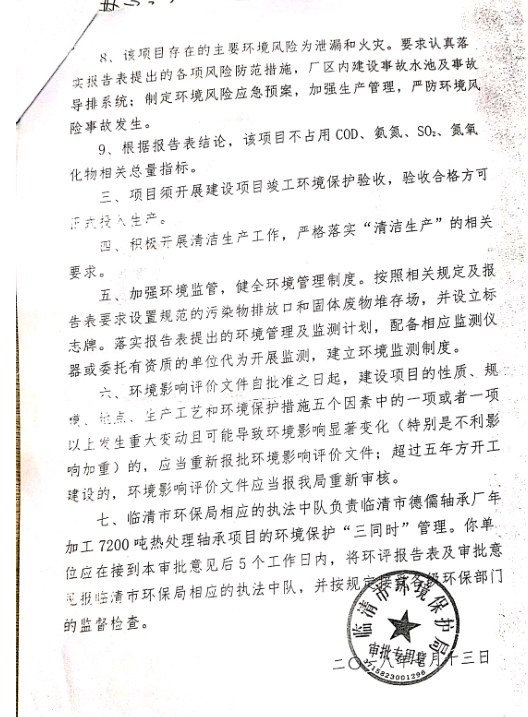 8、该项目存在的主要环境风险为泄漏和火灾。要求认真落
实报告表提出的各项风险防范措施，厂区内建设事故水池及事故
导排系统；制定环境风险应急预案，加强生产管理，严防环境风
险事故发生。
9、根据报告表结论，该项目不占用COD、氨氮、SO₂、氮氧
化物相关总量指标。
三、项目须开展建设项目竣工环境保护验收，验收合格方可
正式投入生产。
四、积极开展清洁生产工作，严格落实“清洁生产”的相关
要求。
五、加强环境监管，健全环境管理制度。按照相关规定及报
告表要求设置规范的污染物排放口和固体废物堆存场，并设立标
志牌。落实报告表提出的环境管理及监测计划，配备相应监测仪
器或委托有资质的单位代为开展监测，建立环境监测制度。
六、环境影响评价文件自批准之日起，建设项目的性质、规
模、地点、生产工艺和环境保护措施五个因素中的一项或者一项
以上发生重大变动且可能导致环境影响显著变化（特别是不利影
响加重）的，应当重新报批环境影响评价文件；超过五年方开工
建设的，环境影响评价文件应当报我局重新审核。
七、临清市环保局相应的执法中队负责临清市德儒轴承厂年
加工7200吨热处理轴承项目的环境保护“三同时”管理。你单
位应在接到本审批意见后5个工作日内，将环评报告表及审批意
见报临清市环保局相应的执法中队，并按规定接受各级环保部门
的监督检查。
临清市环境保护局
审批专用章
3715823001296
二〇一八年 月十三日